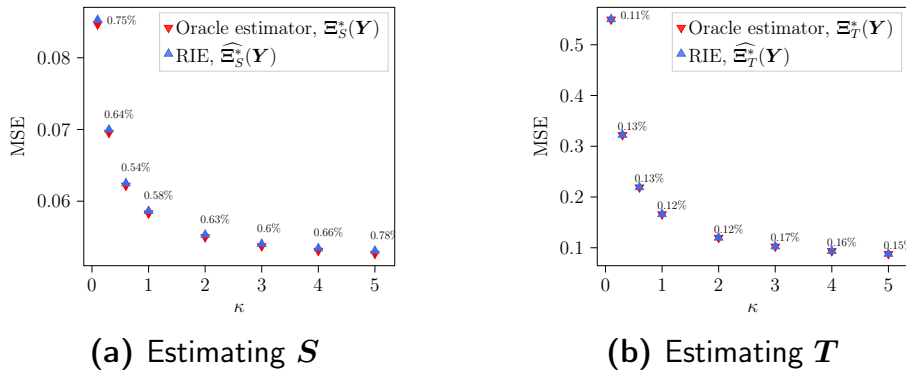 Oracle estimator, Ξ*_S(Y)
RIE, \widehat{Ξ*_S}(Y)
0.75%
0.64%
0.54%
0.58%
0.63%
0.6%
0.66%
0.78%
0.08
0.07
0.06
MSE
0 1 2 3 4 5
κ
(a) Estimating S
Oracle estimator, Ξ*_T(Y)
RIE, \widehat{Ξ*_T}(Y)
0.11%
0.13%
0.13%
0.12%
0.12%
0.17%
0.16%
0.15%
0.5
0.4
0.3
0.2
0.1
MSE
0 1 2 3 4 5
κ
(b) Estimating T